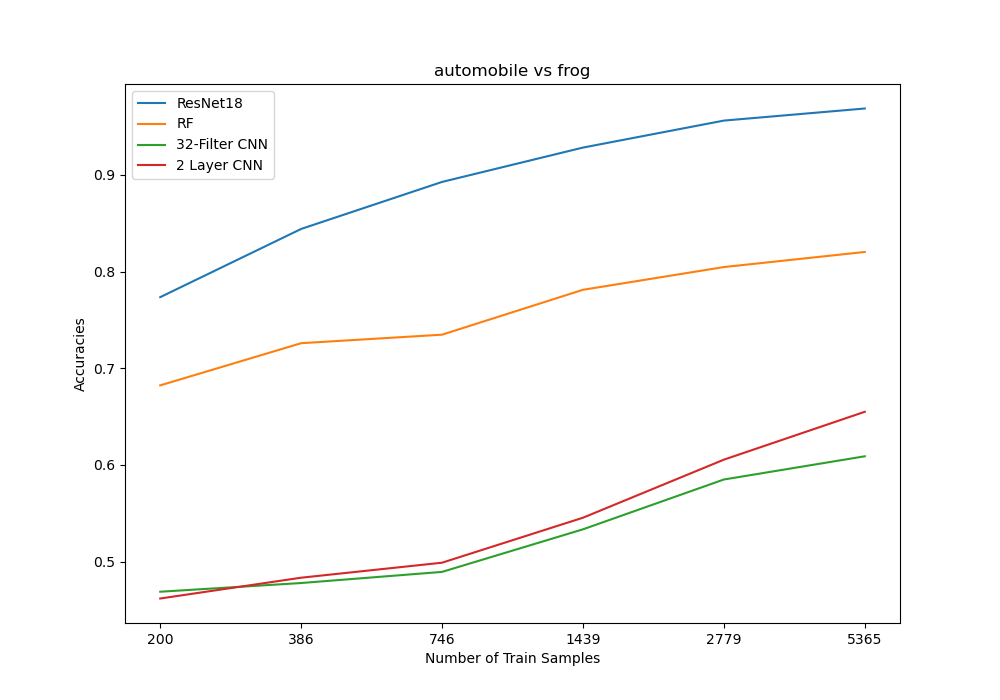 automobile vs frog
ResNet18
RF
32-Filter CNN
2 Layer CNN
0.9
0.8
0.7
0.6
0.5
Accuracies
200 386 746 1439 2779 5365
Number of Train Samples